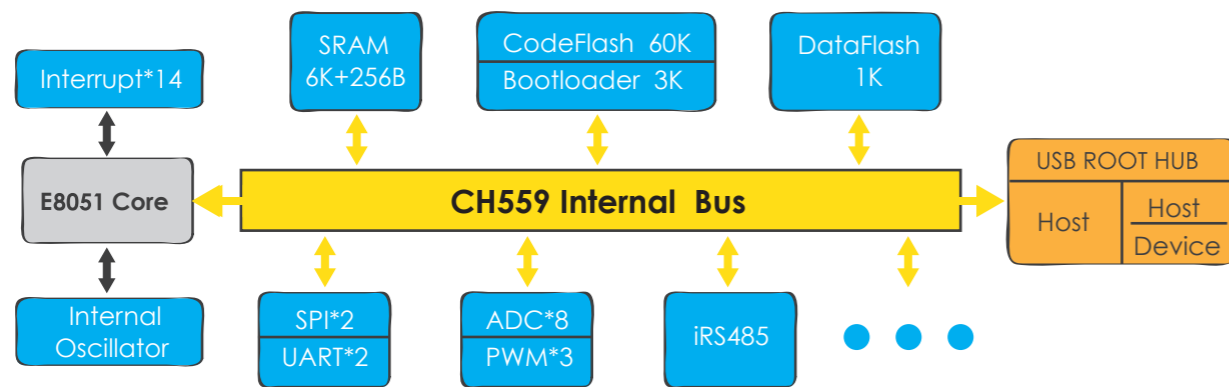 Interrupt*14
SRAM
6K+256B
CodeFlash 60K
Bootloader 3K
DataFlash
1K
E8051 Core
CH559 Internal Bus
USB ROOT HUB
Host
Host
Device
Internal
Oscillator
SPI*2
UART*2
ADC*8
PWM*3
iRS485